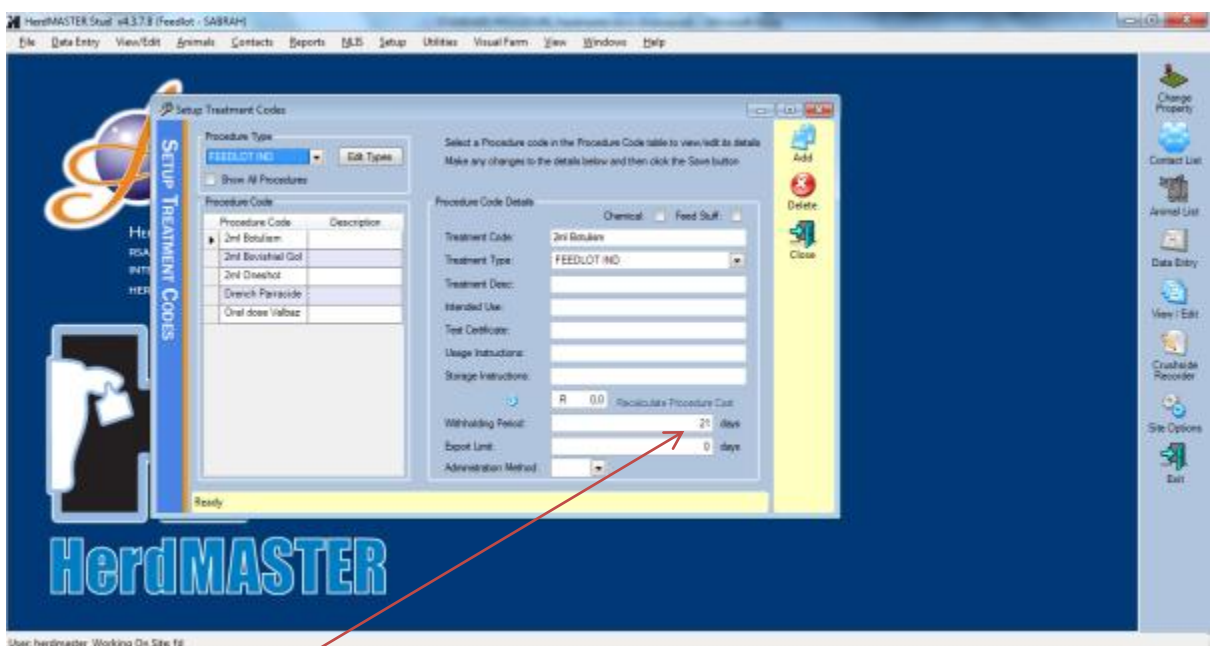 HerdMASTER Stud v4.3.7.8 (Feedlot - SABRAH)
File Data Entry View/Edit Animals Contacts Reports NLIS Setup Utilities Visual Farm View Windows Help
Setup Treatment Codes
SETUP TREATMENT CODES
Procedure Type
FEEDLOT IND
Edit Types
Show All Procedures
Select a Procedure code in the Procedure Code table to view/edit its details
Make any changes to the details below and then click the Save button
Procedure Code
Procedure Code Description
2ml Botulism
2ml Bovishiel Gol
2ml Oneshot
Drench Parracide
Oral dose Valbaz
Procedure Code Details
Chemical: Feed Stuff:
Treatment Code: 2ml Botulism
Treatment Type: FEEDLOT IND
Treatment Desc:
Intended Use:
Test Certificate:
Usage Instructions:
Storage Instructions:
R 0.0 Recalculate Procedure Cost
Withholding Period: 21 days
Export Limit: 0 days
Administration Method:
Ready
Add
Delete
Close
Change Property
Contact List
Animal List
Data Entry
View / Edit
Crushside Recorder
Site Options
Exit
HerdMASTER
User: herdmaster Working On Site: fd